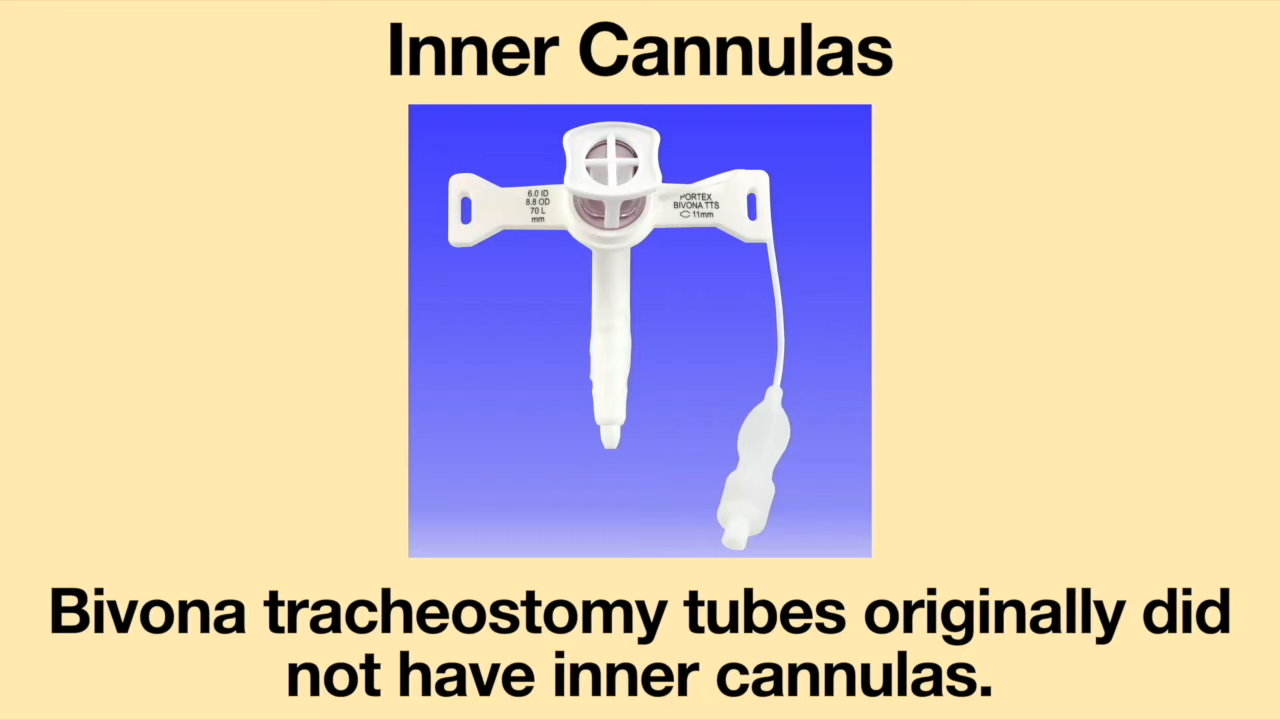 Inner Cannulas
6.0 ID
8.8 OD
70 L
mm
PORTEX
BIVONA TTS
11mm
Bivona tracheostomy tubes originally did
not have inner cannulas.